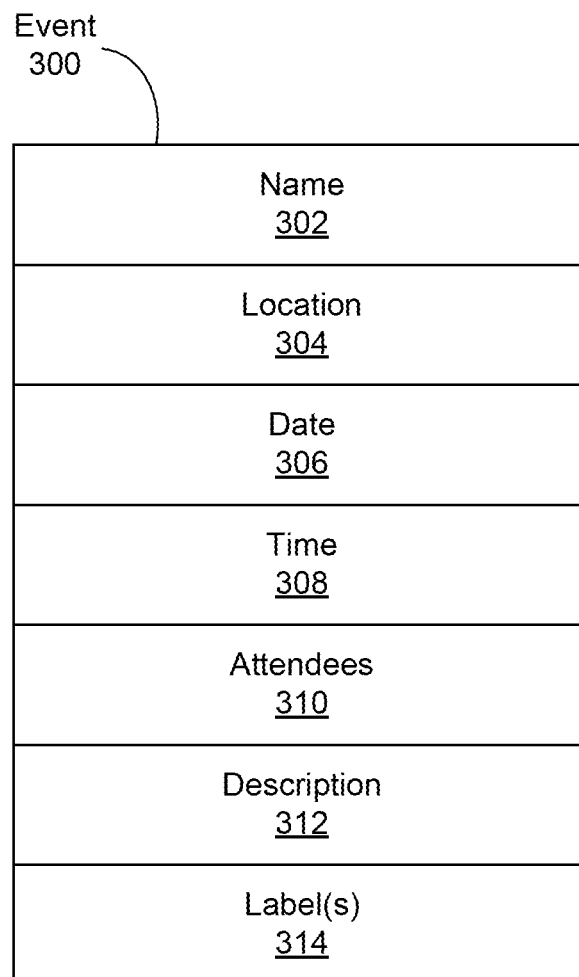 Event
300
Name
302
Location
304
Date
306
Time
308
Attendees
310
Description
312
Label(s)
314